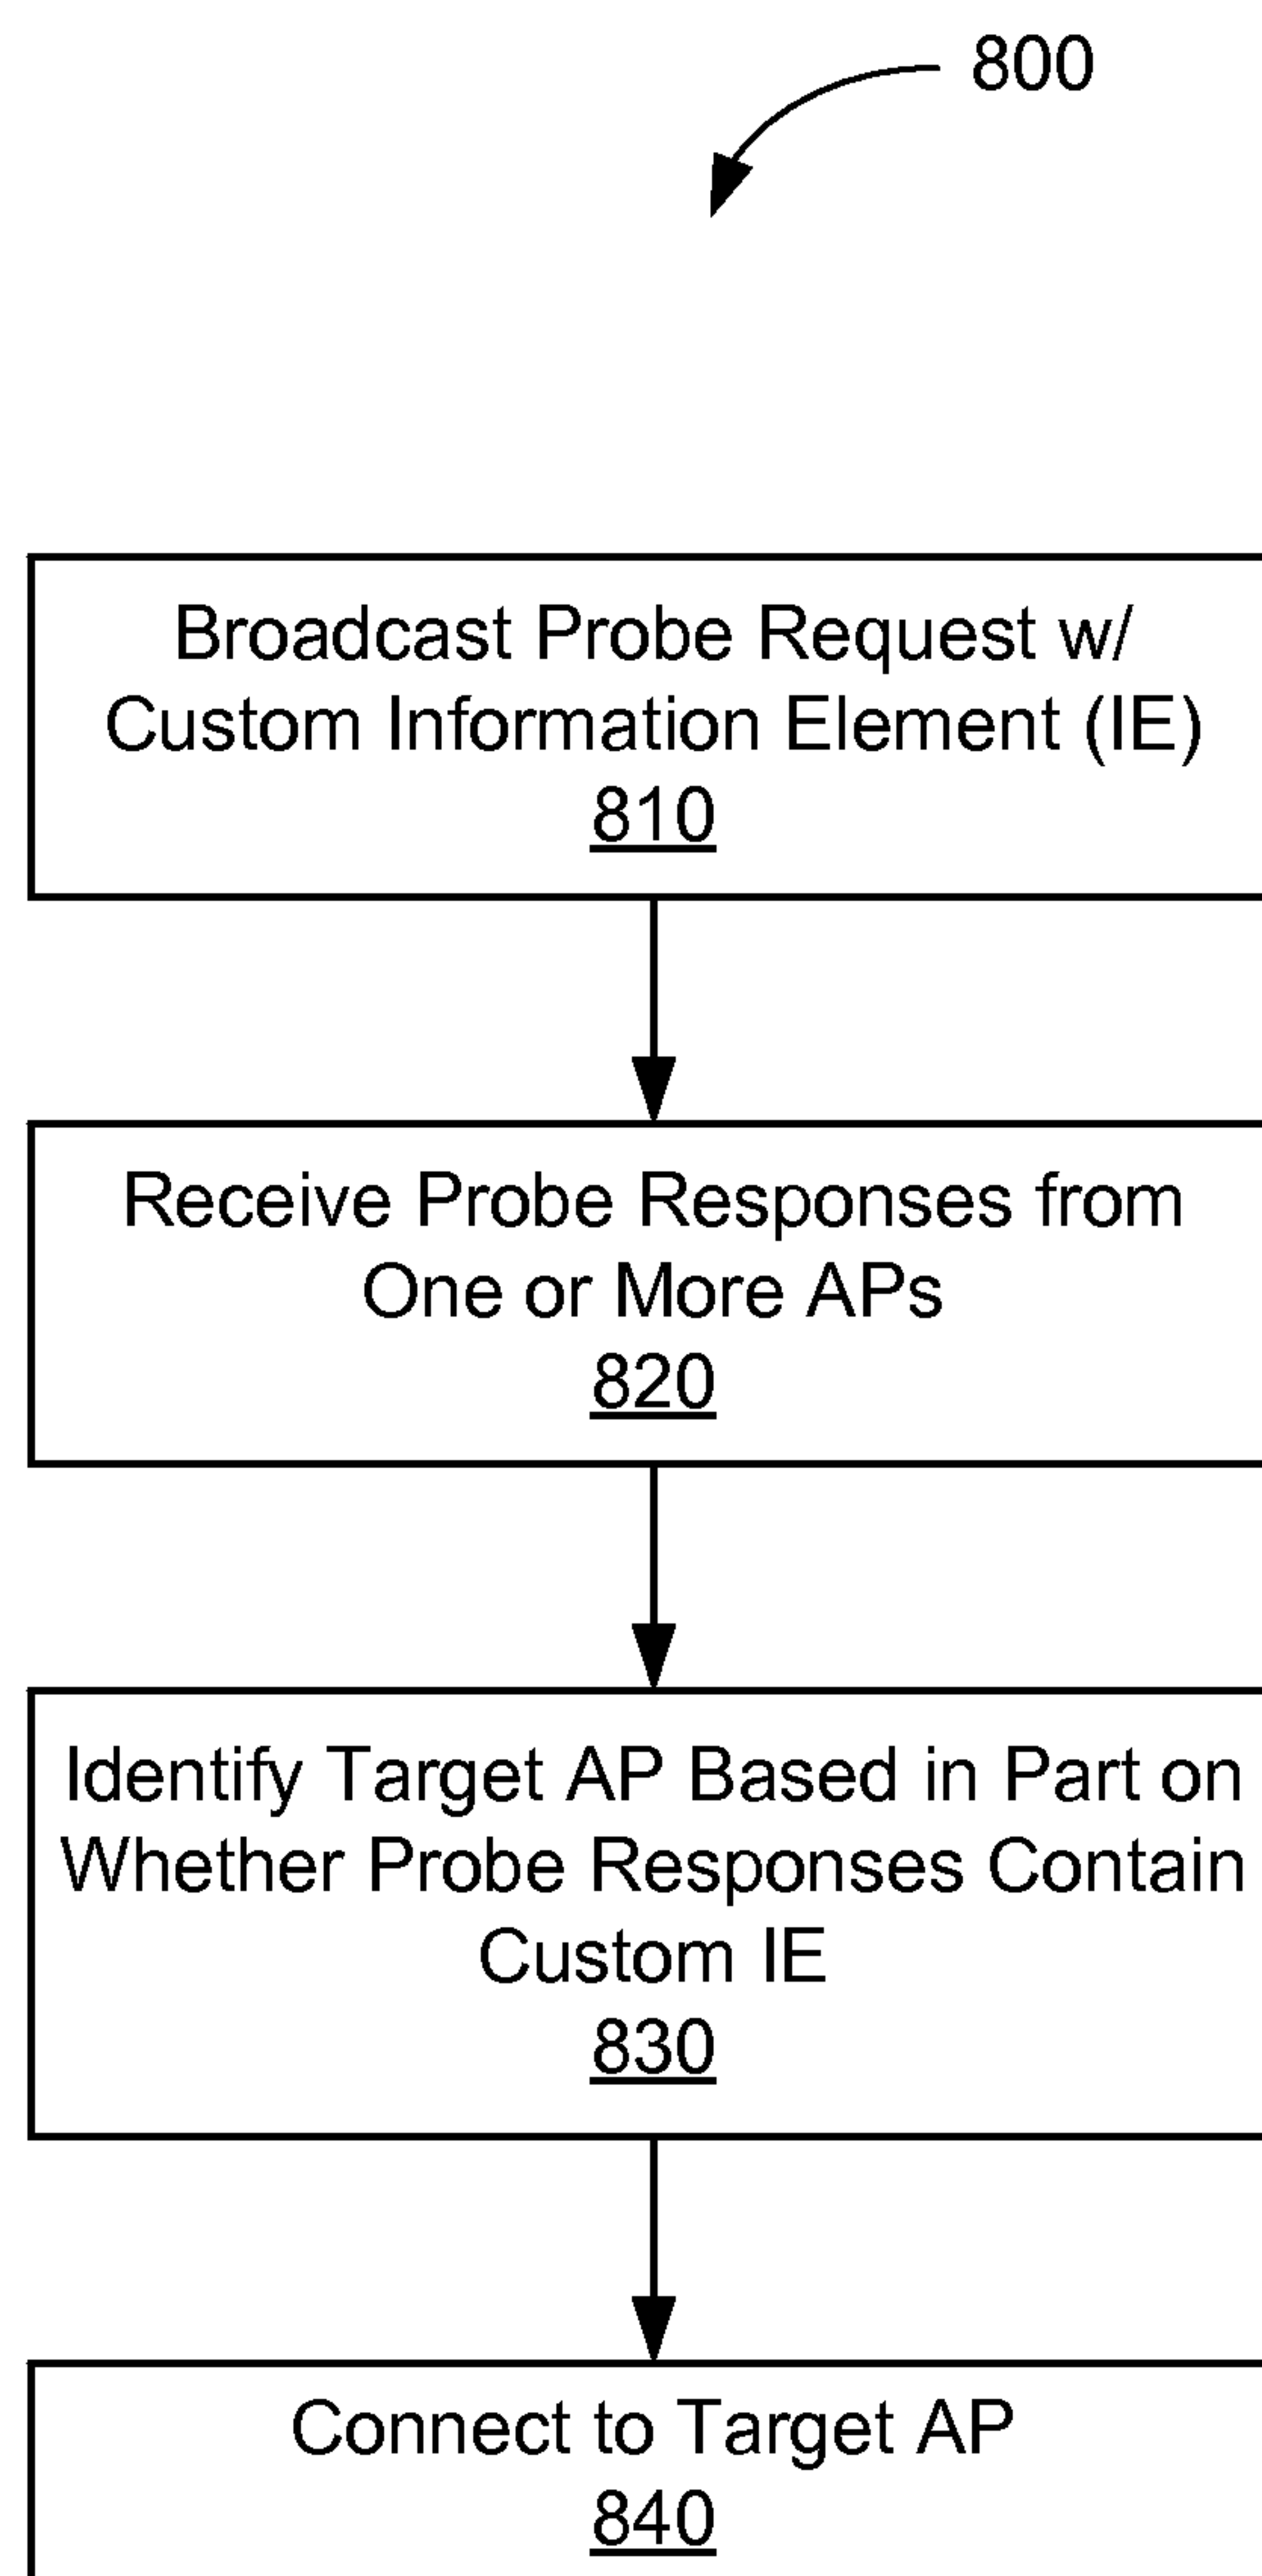 800
Broadcast Probe Request w/
Custom Information Element (IE)
810
Receive Probe Responses from
One or More APs
820
Identify Target AP Based in Part on
Whether Probe Responses Contain
Custom IE
830
Connect to Target AP
840